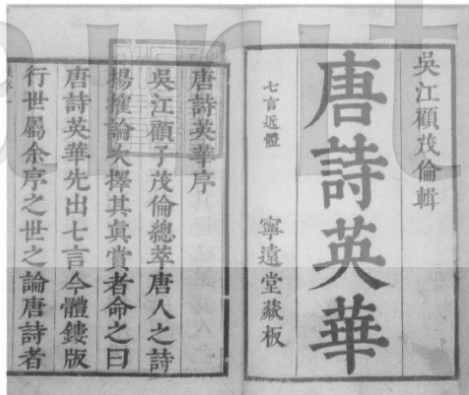 吳江顧茂倫輯
唐詩英華
七言近體
寧遠堂藏板
唐詩英華序
吳江顧子茂倫總萃唐人之詩
揚搉論次擇其眞賞者命之曰
唐詩英華先出七言今體鏤版
行世屬余序之世之論唐詩者